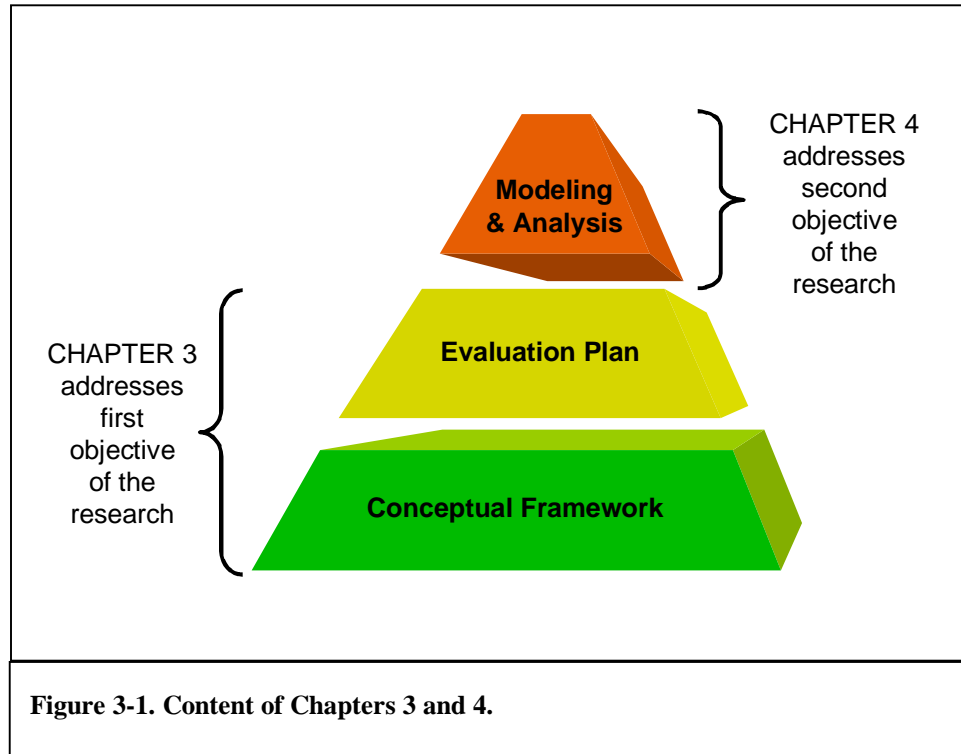 CHAPTER 4
addresses
second
objective
of the
research
Modeling
& Analysis
Evaluation Plan
CHAPTER 3
addresses
first
objective
of the
research
Conceptual Framework
Figure 3-1. Content of Chapters 3 and 4.